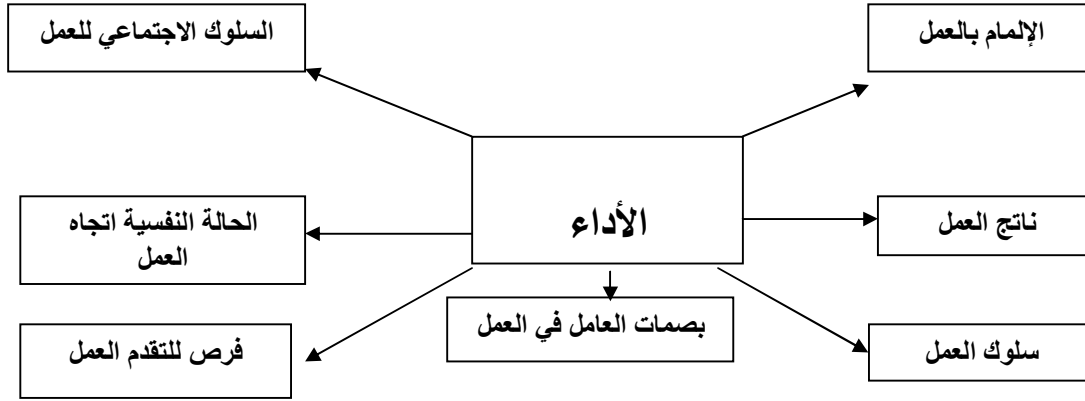 الإلمام بالعمل
السلوك الاجتماعي للعمل
الأداء
ناتج العمل
الحالة النفسية اتجاه
العمل
بصمات العامل في العمل
سلوك العمل
فرص للتقدم العمل